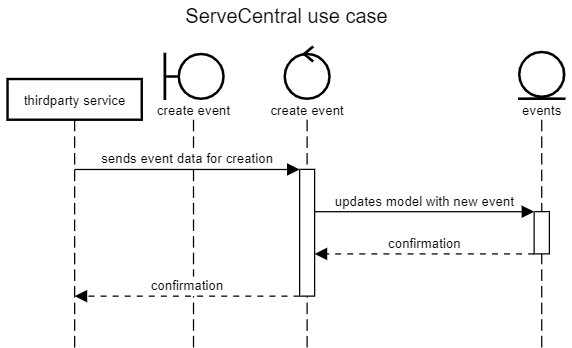 ServeCentral use case
thirdparty service
create event
create event
events
sends event data for creation
updates model with new event
confirmation
confirmation